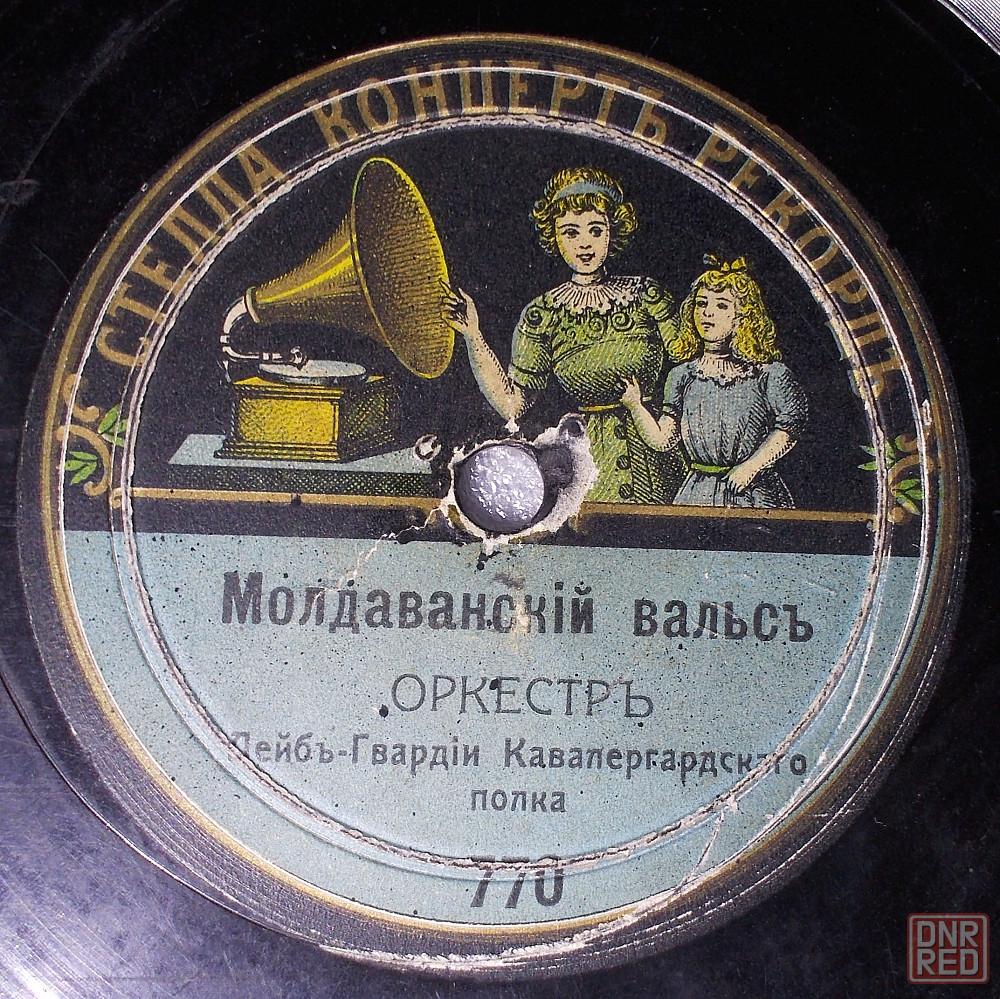 СТЕЛЛА КОНЦЕРТЪ РЕКОРДЪ
Молдаванскій вальсъ
ОРКЕСТРЪ
Лейбъ-Гвардіи Кавалергардскаго
полка
770
DNR
RED